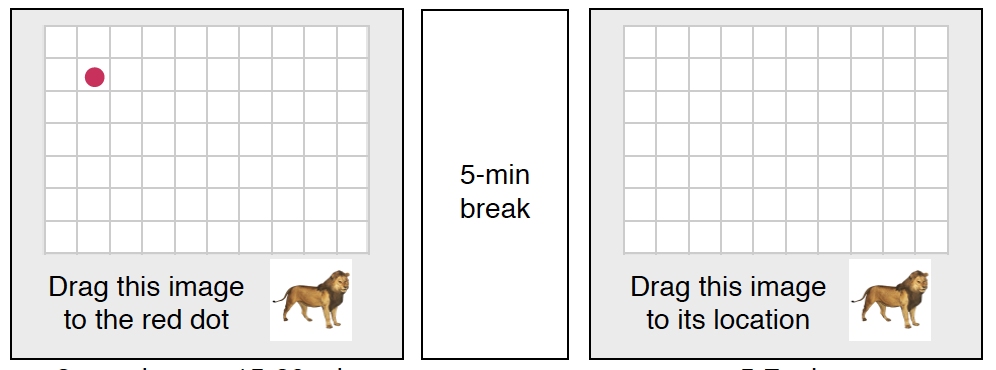 Drag this image
to the red dot
5-min
break
Drag this image
to its location